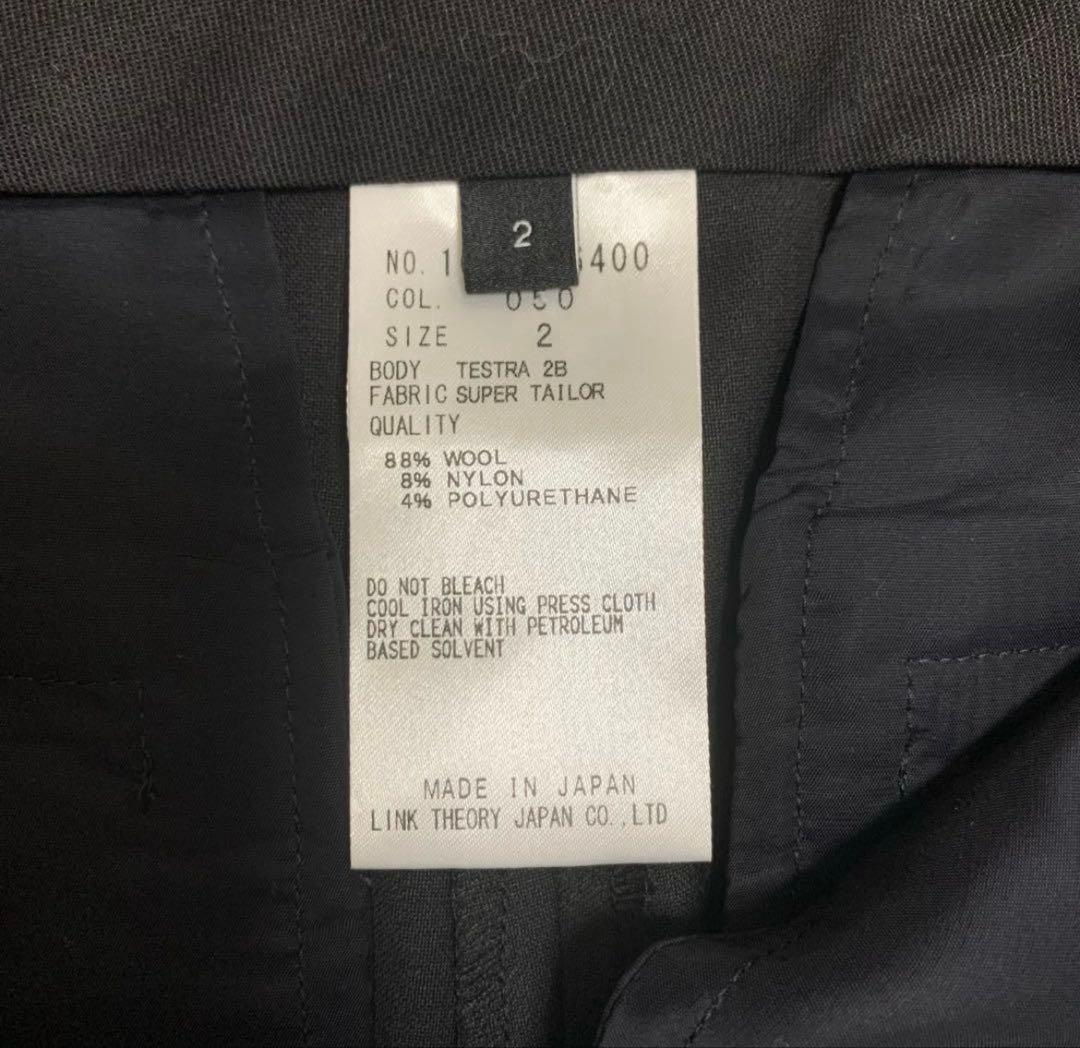 2
NO. 1 400
COL.
SIZE 2
BODY TESTRA 2B
FABRIC SUPER TAILOR
QUALITY
88% WOOL
8% NYLON
4% POLYURETHANE
DO NOT BLEACH
COOL IRON USING PRESS CLOTH
DRY CLEAN WITH PETROLEUM
BASED SOLVENT
MADE IN JAPAN
LINK THEORY JAPAN CO.,LTD